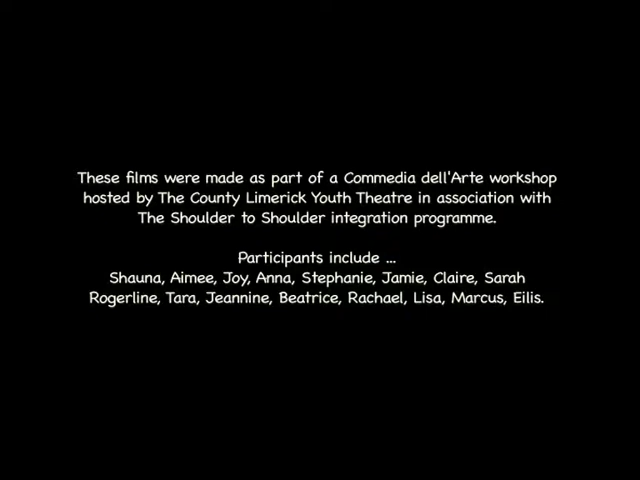 These films were made as part of a Commedia dell'Arte workshop
hosted by The County Limerick Youth Theatre in association with
The Shoulder to Shoulder integration programme.
Participants include ...
Shauna, Aimee, Joy, Anna, Stephanie, Jamie, Claire, Sarah
Rogerline, Tara, Jeannine, Beatrice, Rachael, Lisa, Marcus, Eilis.